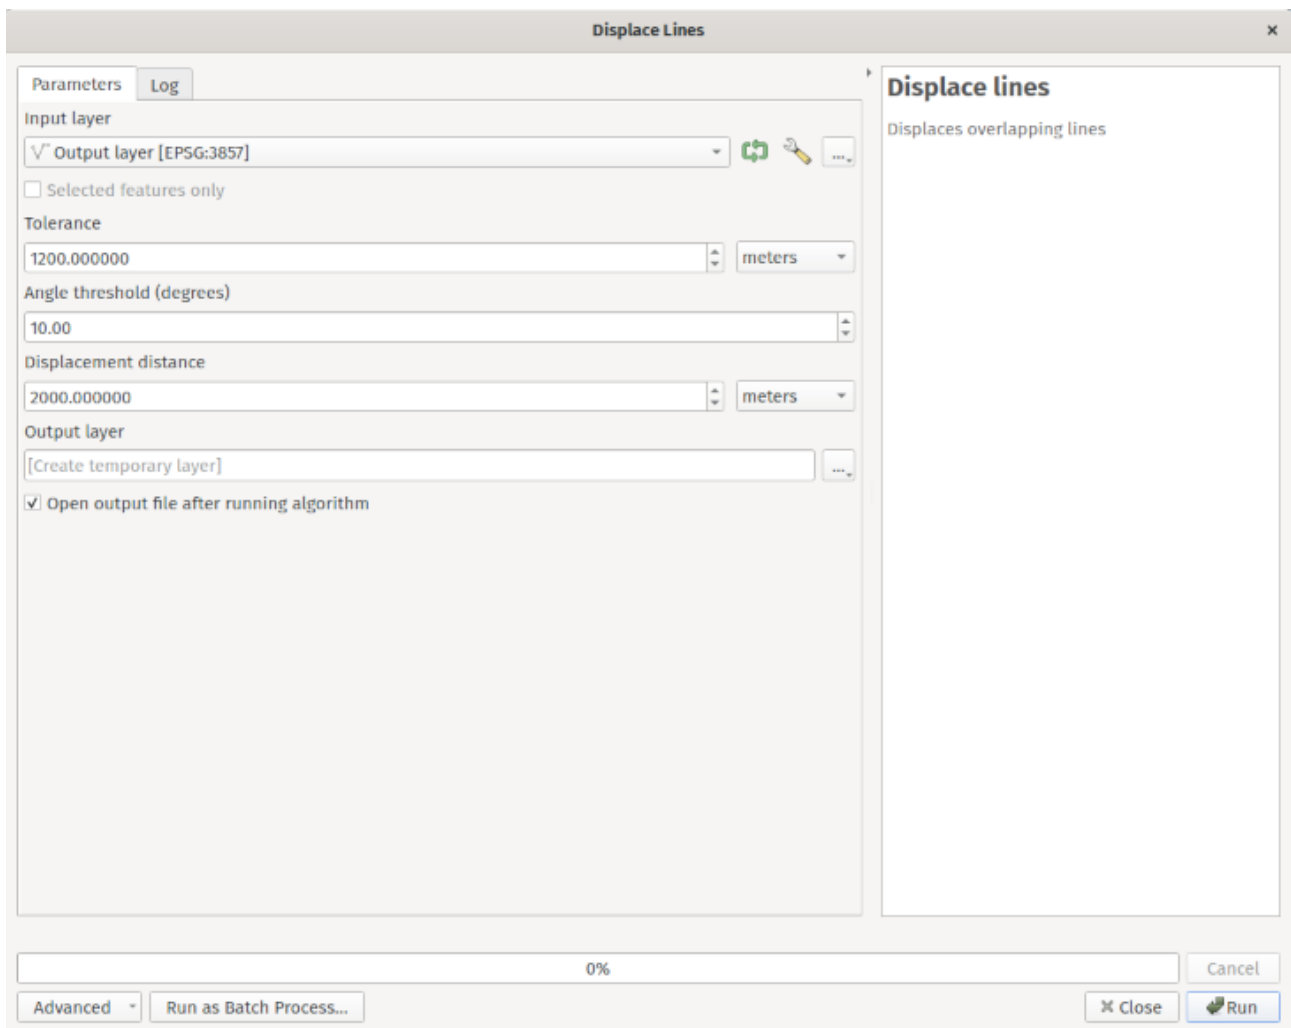 Displace Lines
Parameters
Log
Input layer
Output layer [EPSG:3857]
...
Selected features only
Tolerance
1200.000000
meters
Angle threshold (degrees)
10.00
Displacement distance
2000.000000
meters
Output layer
[Create temporary layer]
...
Open output file after running algorithm
Displace lines
Displaces overlapping lines
0%
Cancel
Advanced
Run as Batch Process...
Close
Run